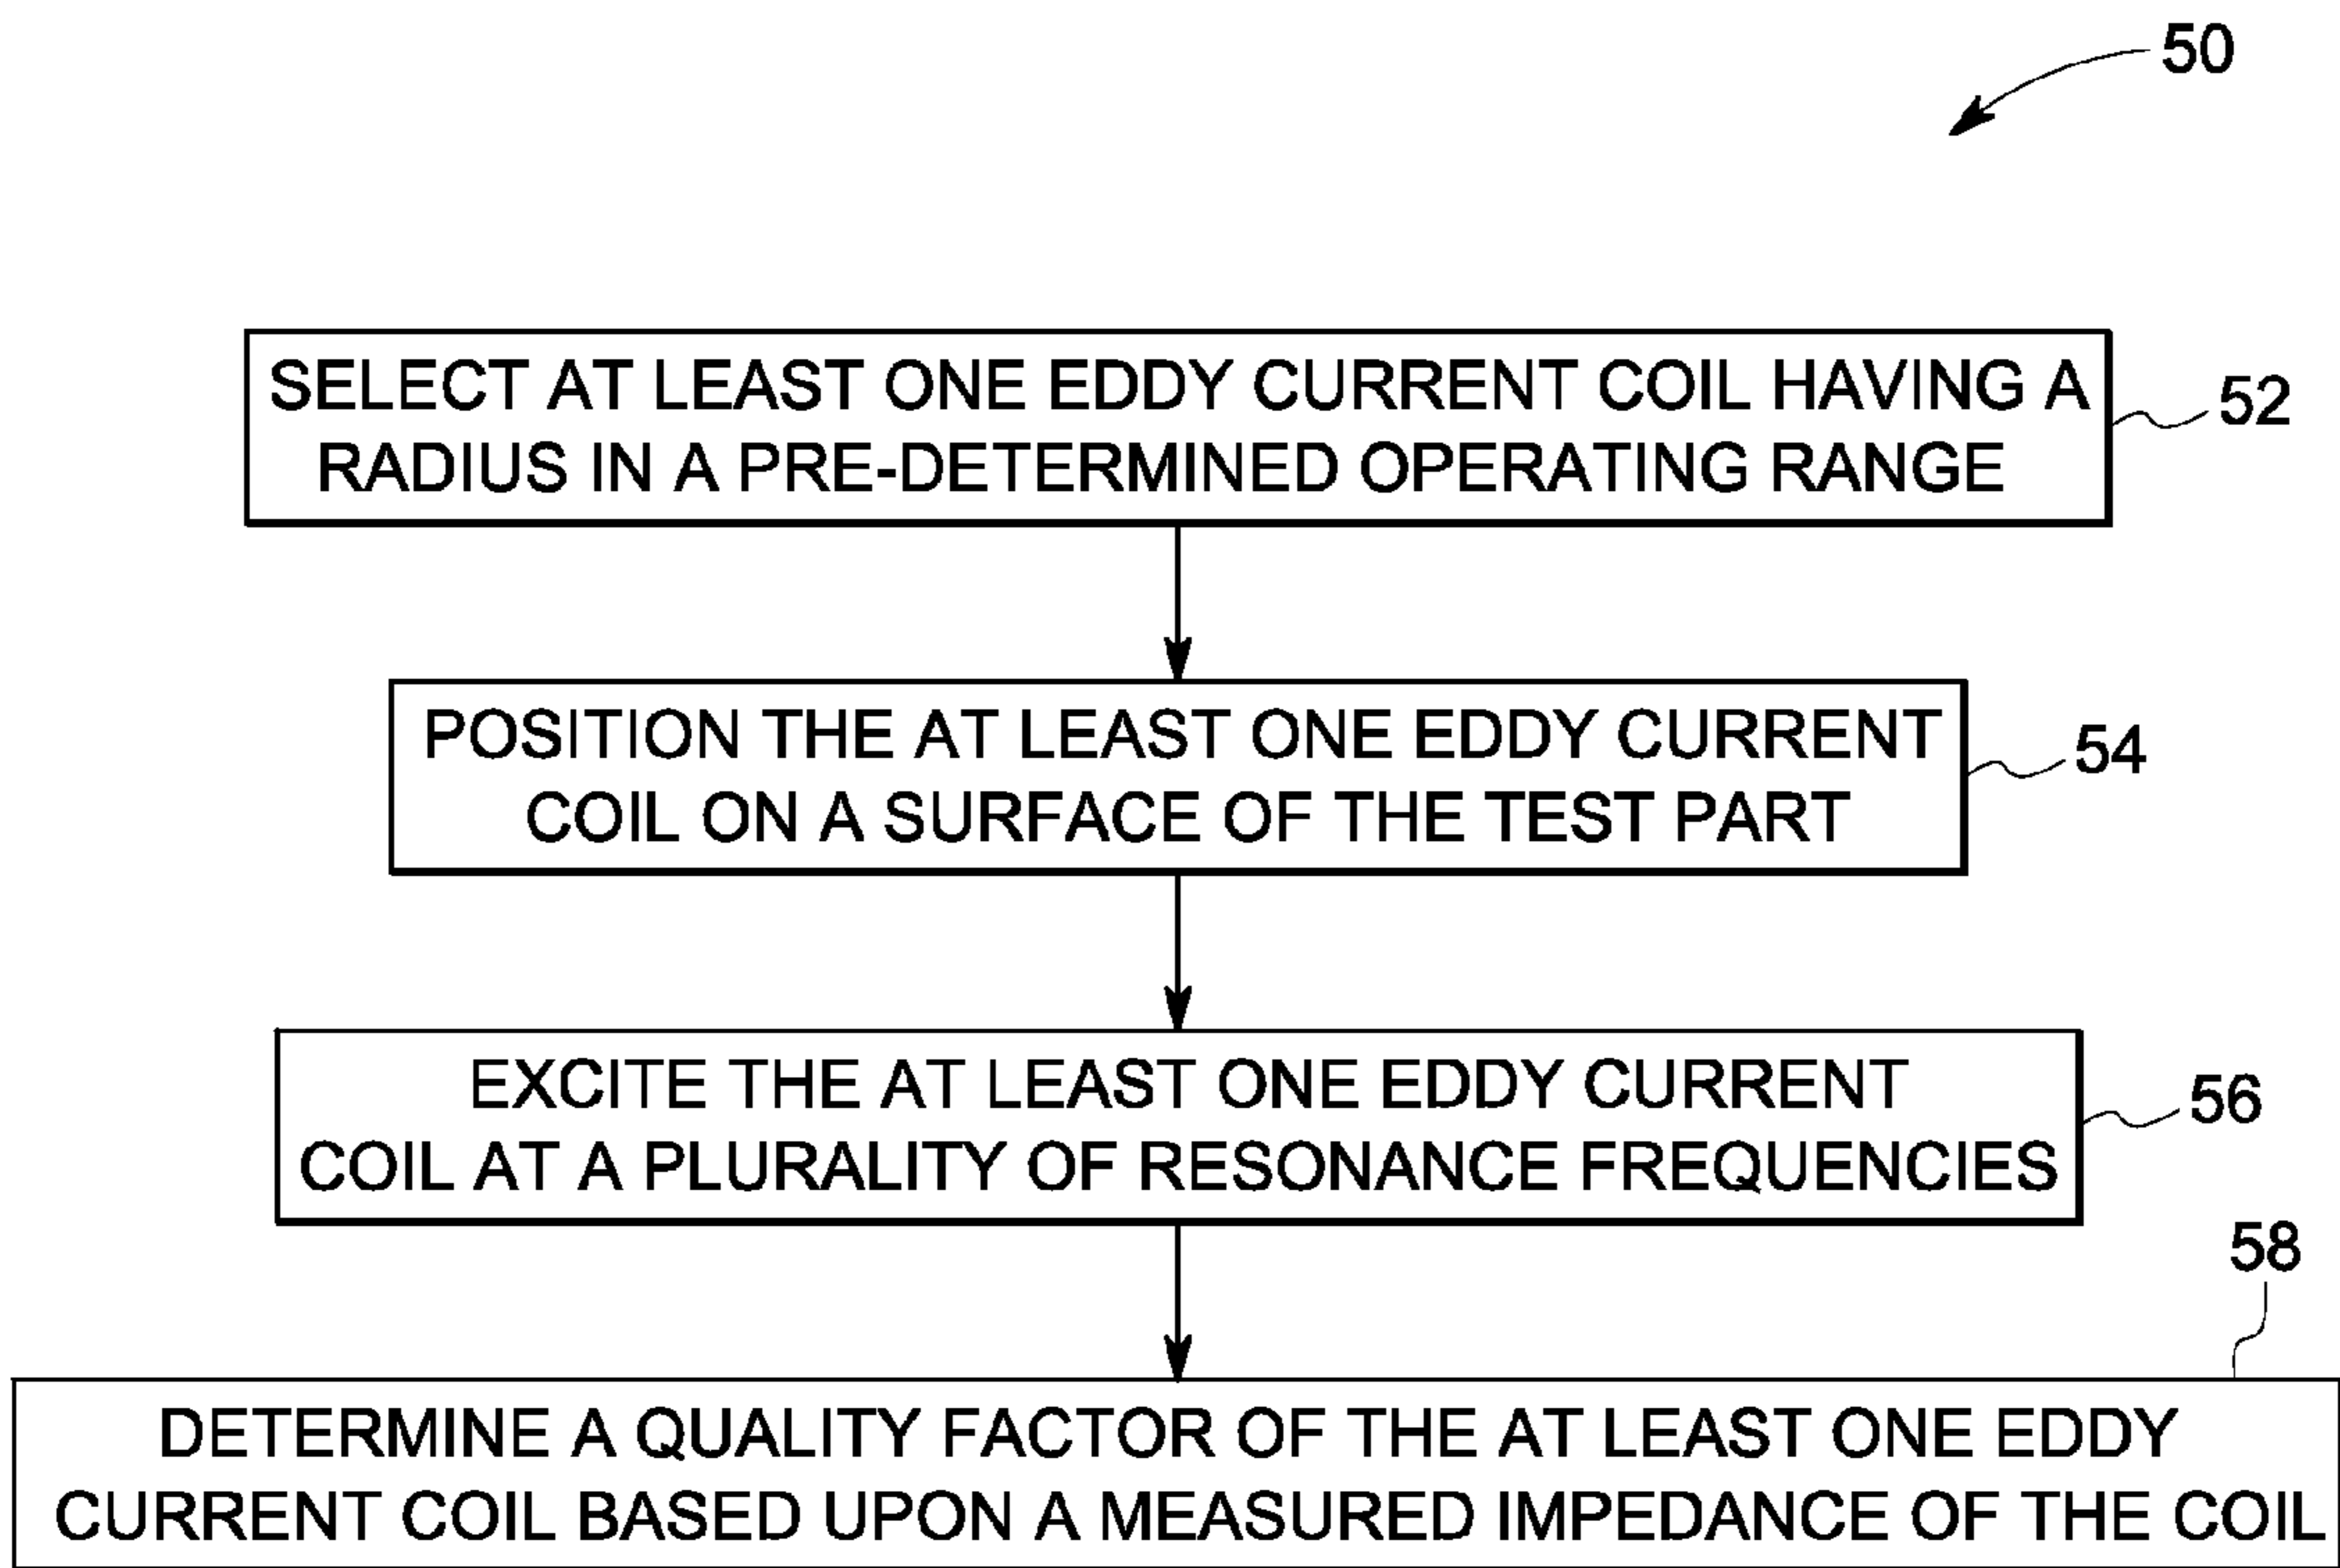 50
SELECT AT LEAST ONE EDDY CURRENT COIL HAVING A
RADIUS IN A PRE-DETERMINED OPERATING RANGE
52
POSITION THE AT LEAST ONE EDDY CURRENT
COIL ON A SURFACE OF THE TEST PART
54
EXCITE THE AT LEAST ONE EDDY CURRENT
COIL AT A PLURALITY OF RESONANCE FREQUENCIES
56
58
DETERMINE A QUALITY FACTOR OF THE AT LEAST ONE EDDY
CURRENT COIL BASED UPON A MEASURED IMPEDANCE OF THE COIL